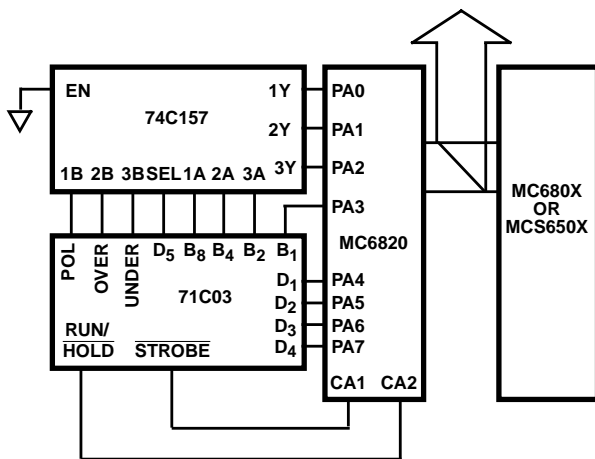 EN
74C157
1Y
2Y
3Y
1B 2B 3B SEL 1A 2A 3A
PA0
PA1
PA2
PA3
MC6820
PA4
PA5
PA6
PA7
CA1 CA2
MC680X
OR
MCS650X
POL
OVER
UNDER
D5 B8 B4 B2 B1
71C03
D1
D2
D3
D4
RUN/
HOLD STROBE